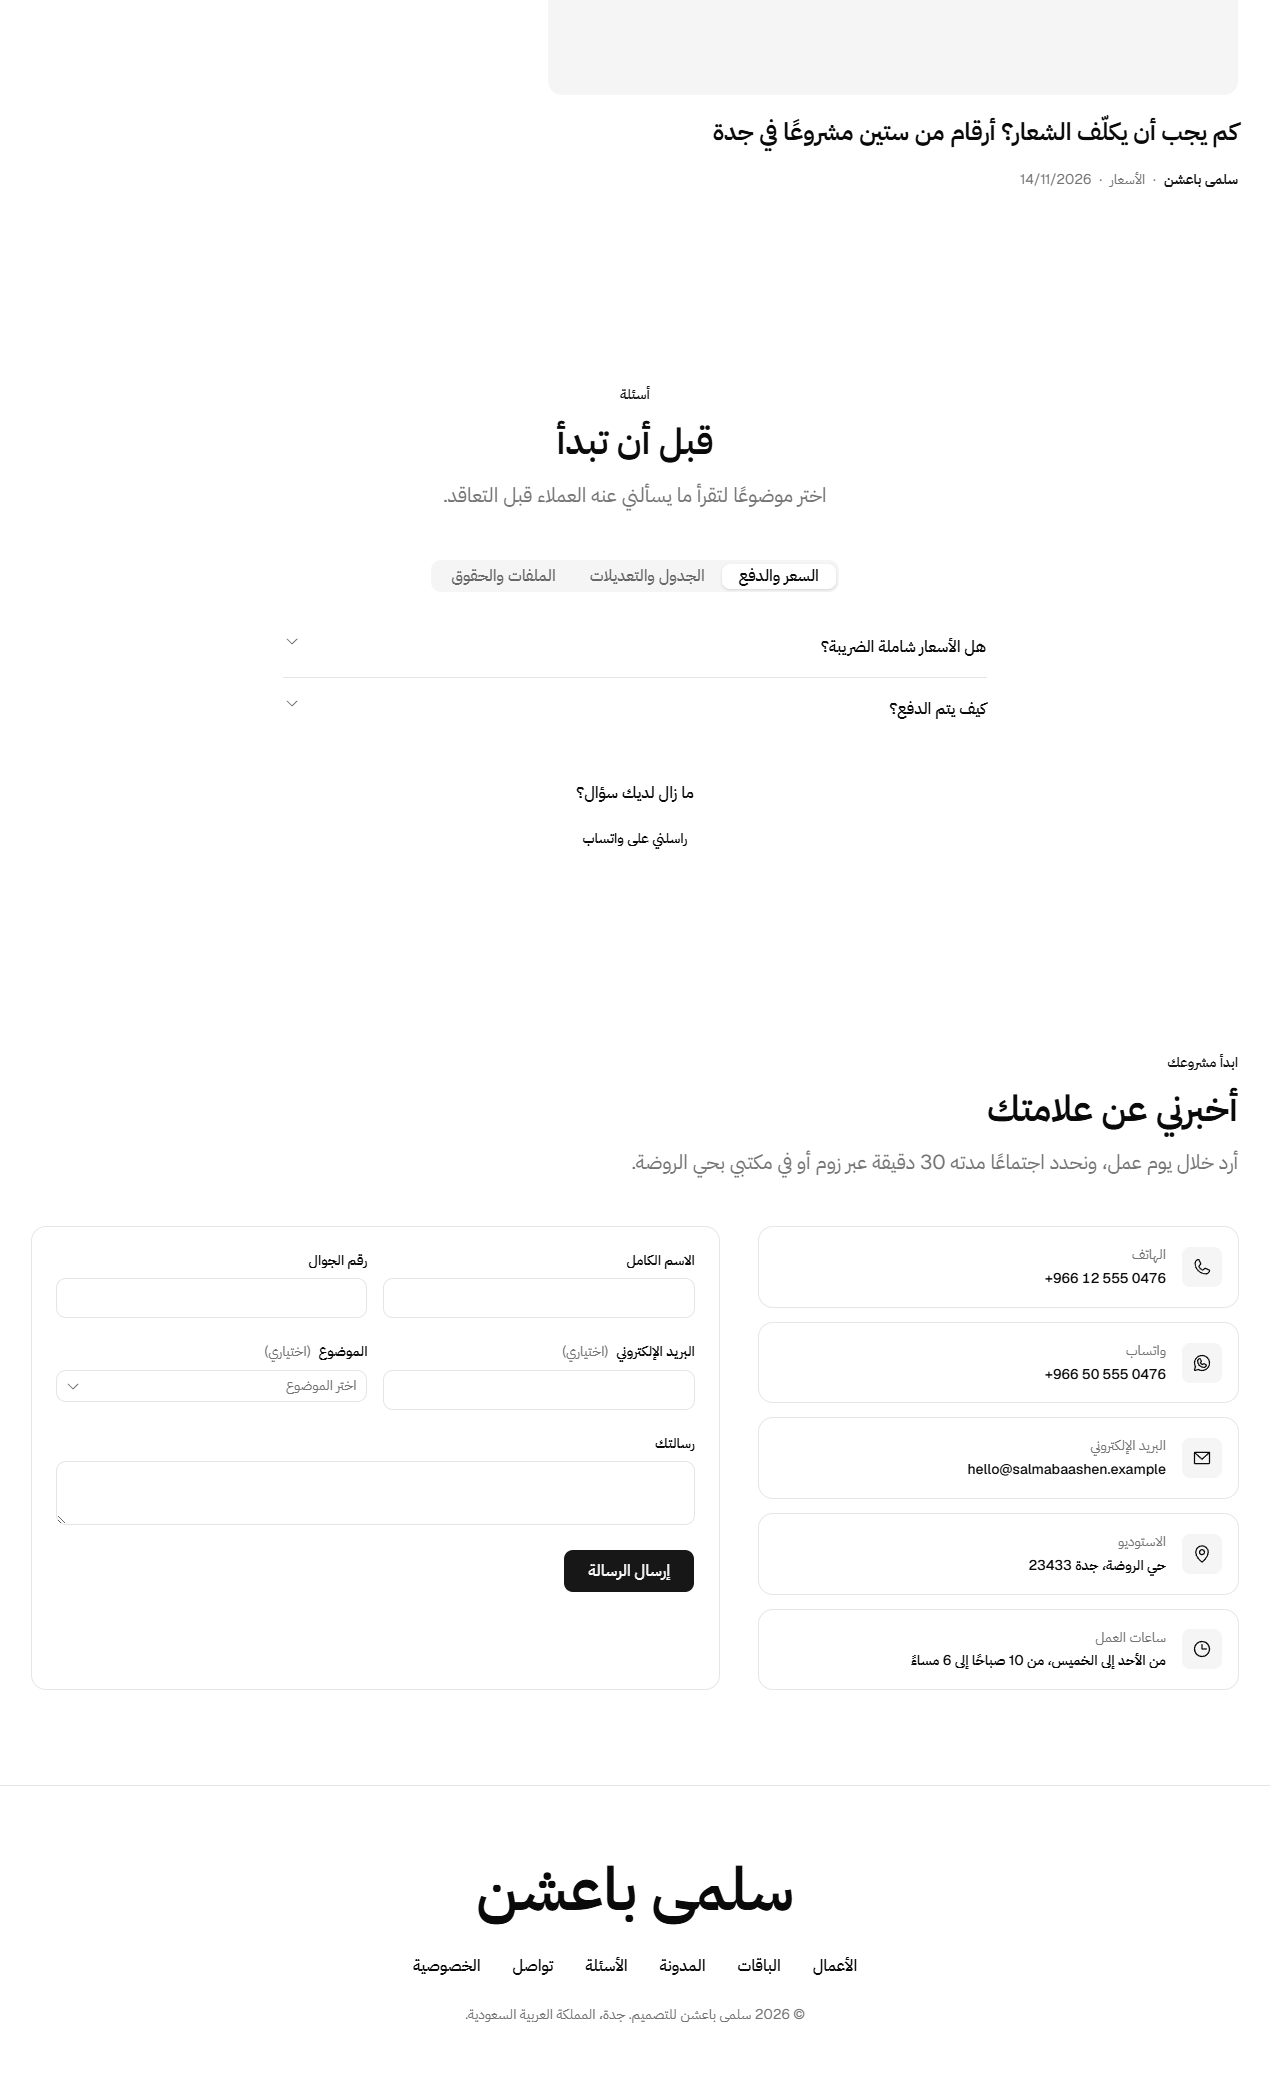 كم يجب أن يكلّف الشعار؟ أرقام من ستين مشروعًا في جدة
سلمى باعشن · الأسعار · 14/11/2026
أسئلة
قبل أن تبدأ
اختر موضوعًا لتقرأ ما يسألني عنه العملاء قبل التعاقد.
السعر والدفع
الجدول والتعديلات
الملفات والحقوق
هل الأسعار شاملة الضريبة؟
كيف يتم الدفع؟
ما زال لديك سؤال؟
راسلني على واتساب
ابدأ مشروعك
أخبرني عن علامتك
أرد خلال يوم عمل، ونحدد اجتماعًا مدته 30 دقيقة عبر زوم أو في مكتبي بحي الروضة.
الهاتف
+966 12 555 0476
واتساب
+966 50 555 0476
البريد الإلكتروني
hello@salmabaashen.example
الاستوديو
حي الروضة، جدة 23433
ساعات العمل
من الأحد إلى الخميس، من 10 صباحًا إلى 6 مساءً
الاسم الكامل
رقم الجوال
البريد الإلكتروني (اختياري)
الموضوع (اختياري)
اختر الموضوع
رسالتك
إرسال الرسالة
سلمى باعشن
الأعمال
الباقات
المدونة
الأسئلة
تواصل
الخصوصية
© 2026 سلمى باعشن للتصميم. جدة، المملكة العربية السعودية.